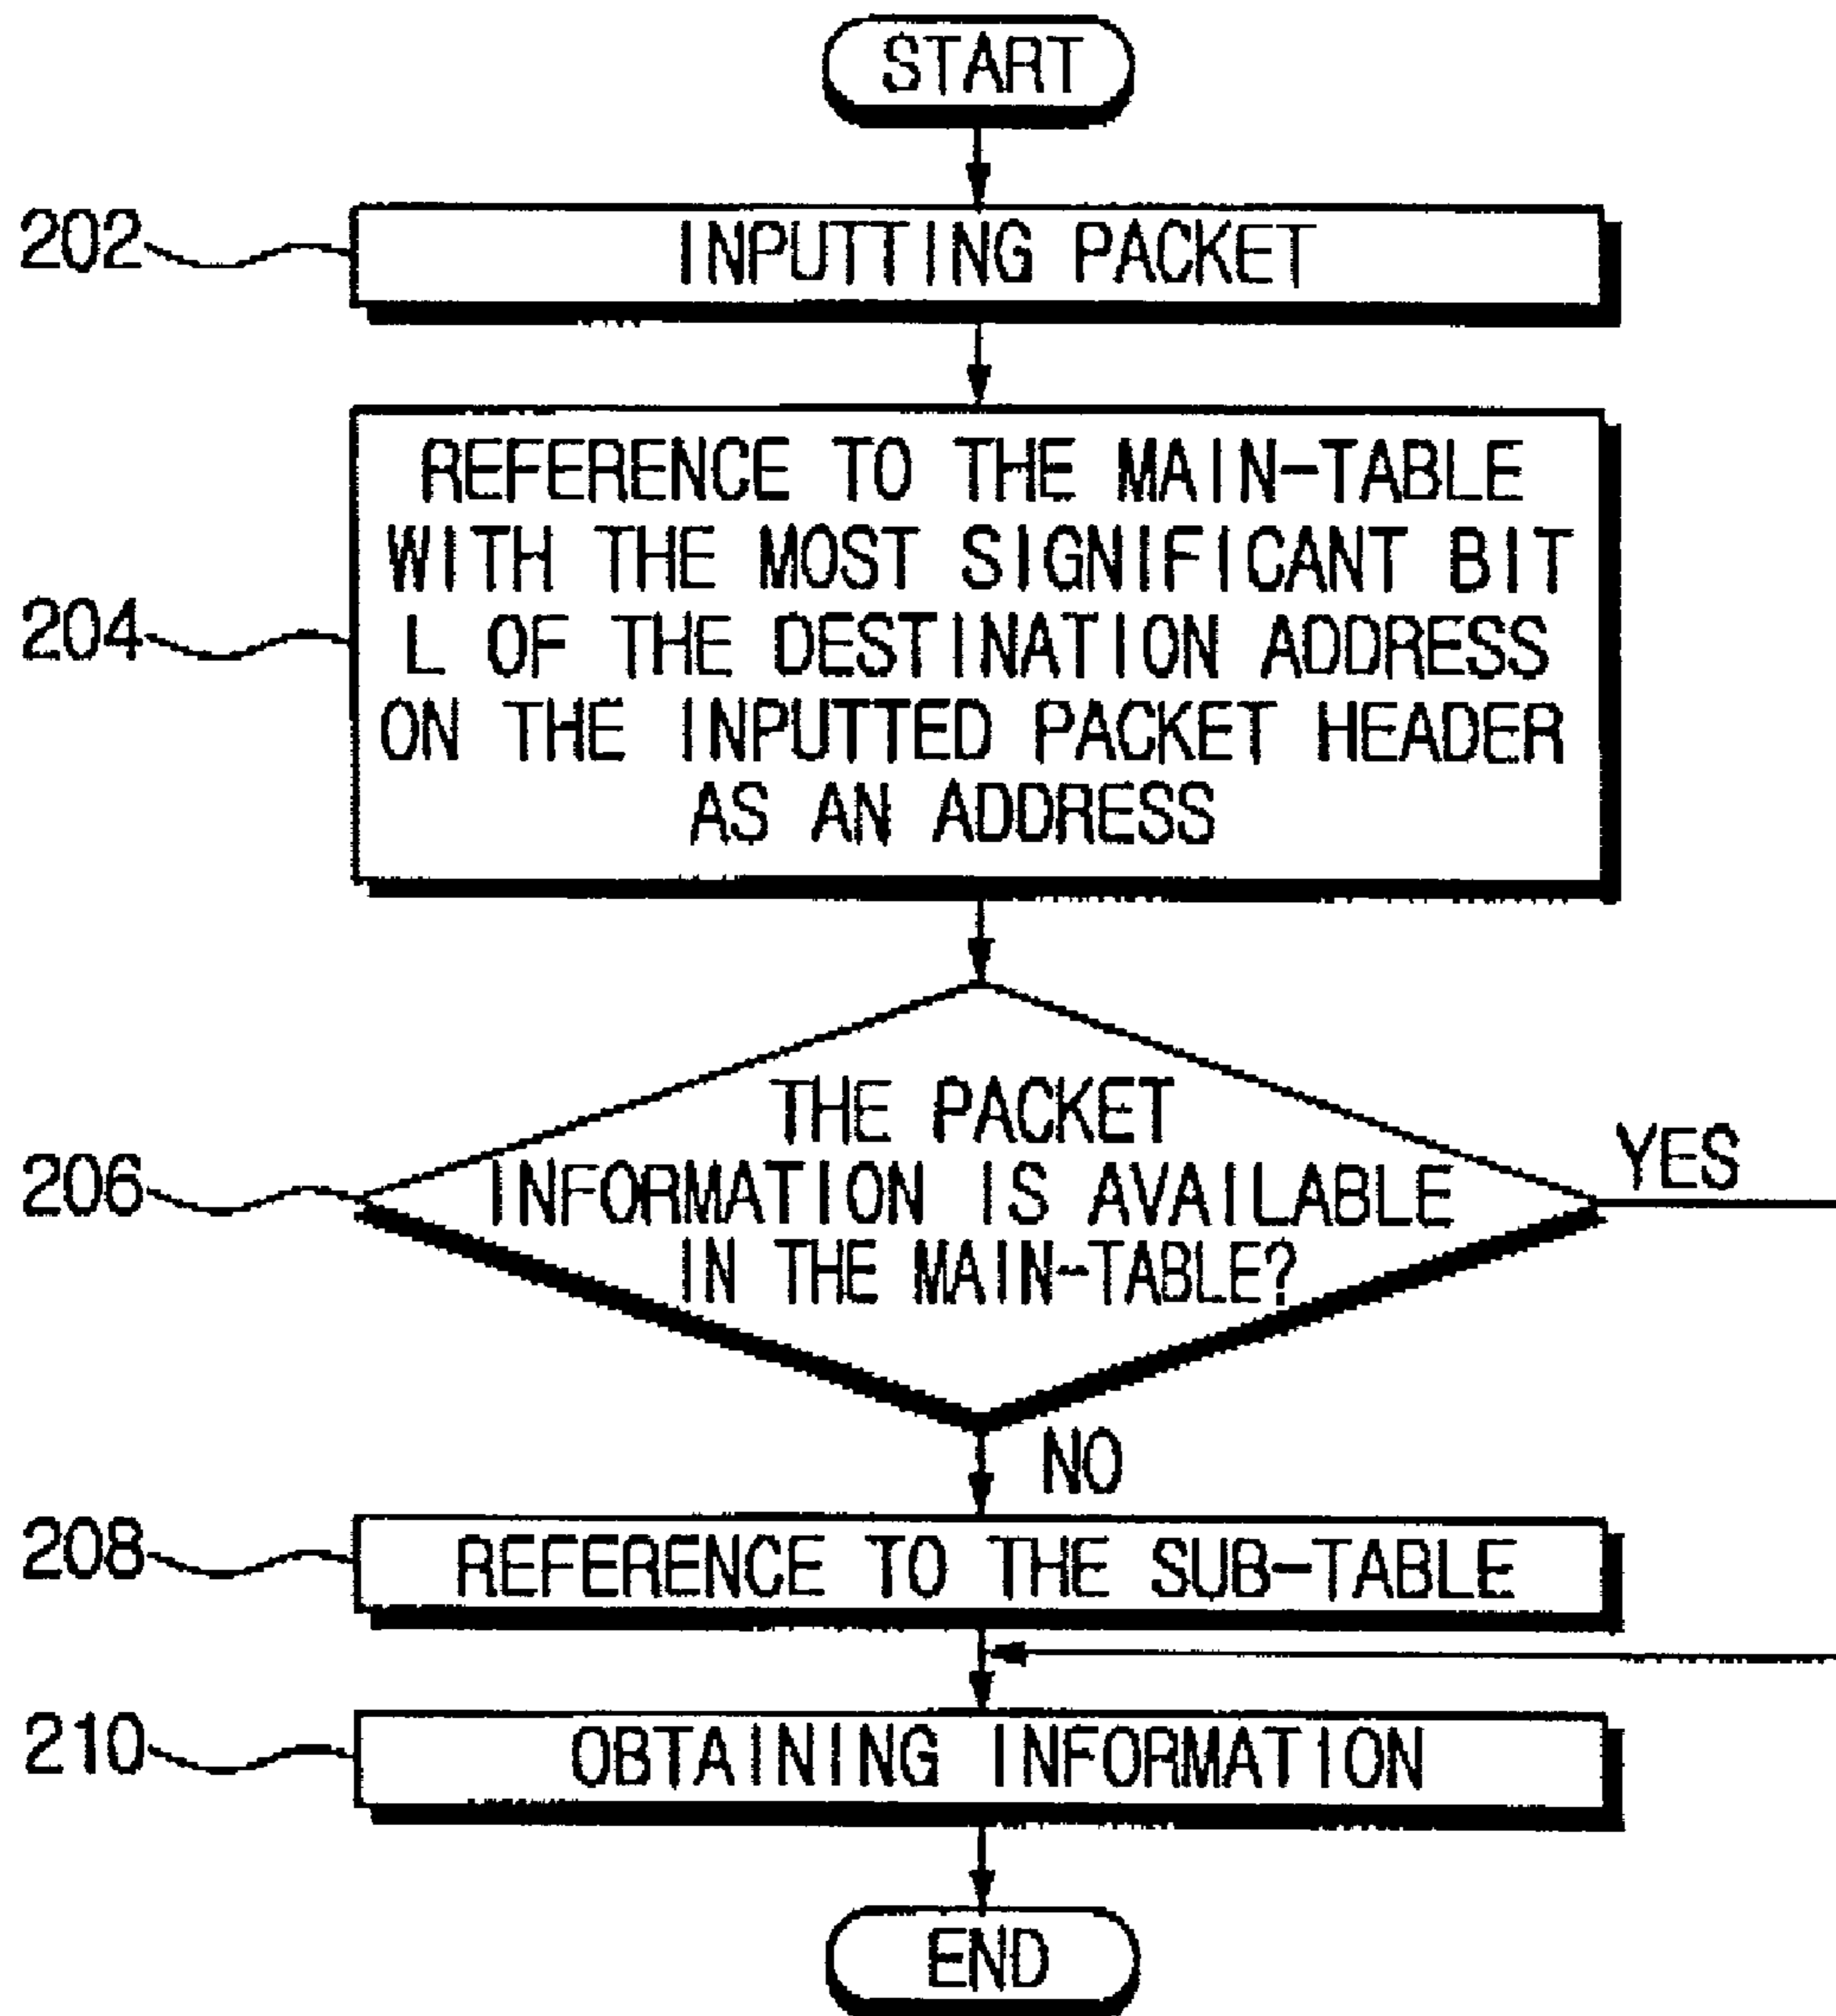 START
202
INPUTTING PACKET
204
REFERENCE TO THE MAIN-TABLE
WITH THE MOST SIGNIFICANT BIT
L OF THE DESTINATION ADDRESS
ON THE INPUTTED PACKET HEADER
AS AN ADDRESS
206
THE PACKET
INFORMATION IS AVAILABLE
IN THE MAIN-TABLE?
YES
NO
208
REFERENCE TO THE SUB-TABLE
210
OBTAINING INFORMATION
END